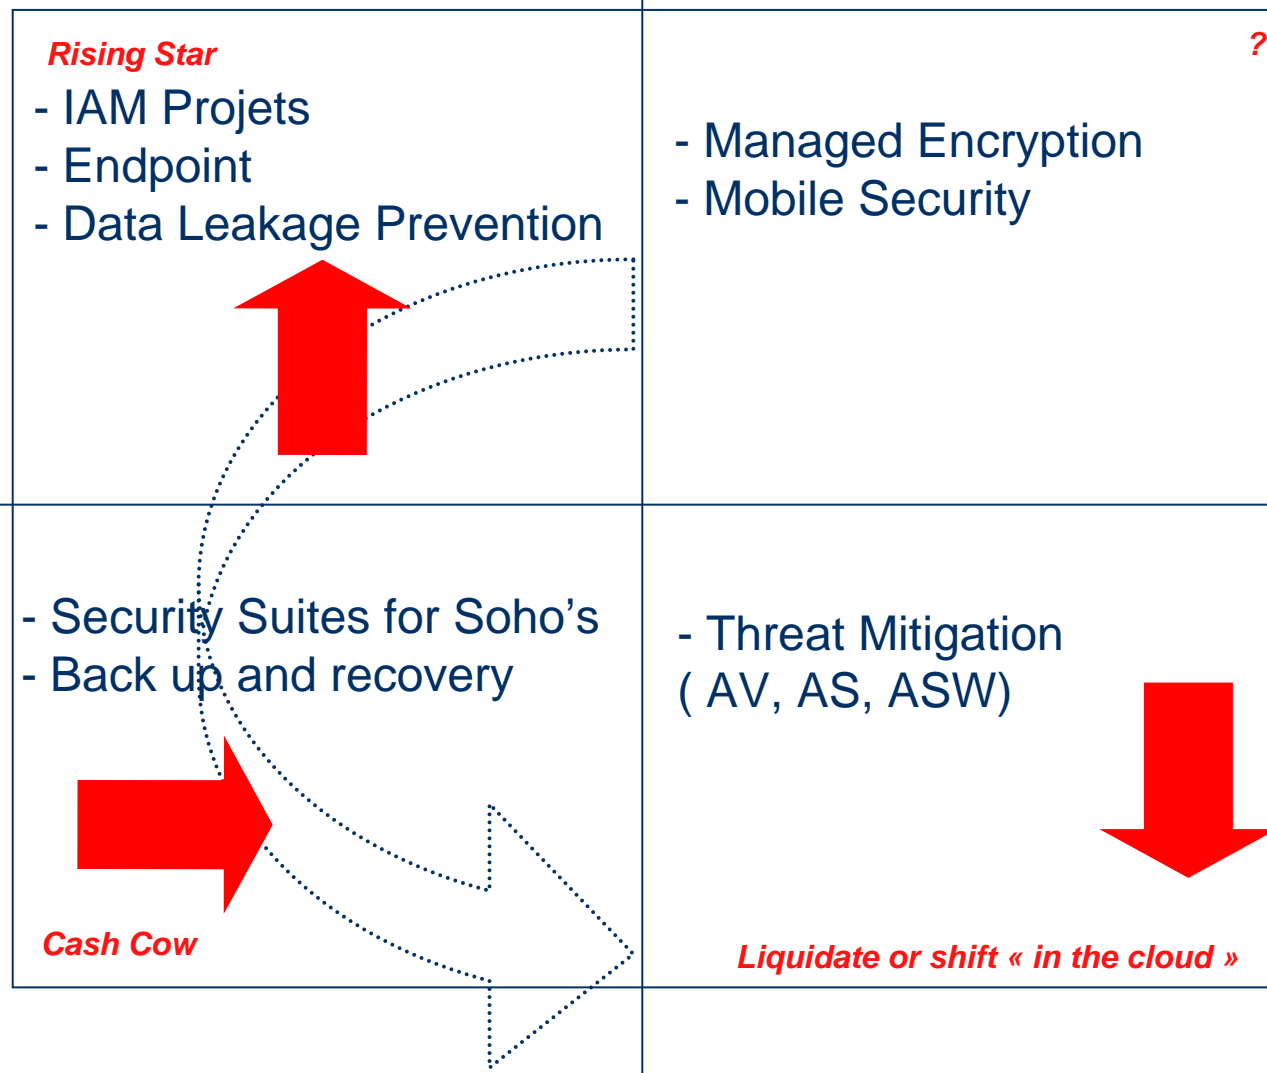 Rising Star
- IAM Projets
- Endpoint
- Data Leakage Prevention
?
- Managed Encryption
- Mobile Security
- Security Suites for Soho’s
- Back up and recovery
Cash Cow
- Threat Mitigation
( AV, AS, ASW)
Liquidate or shift « in the cloud »